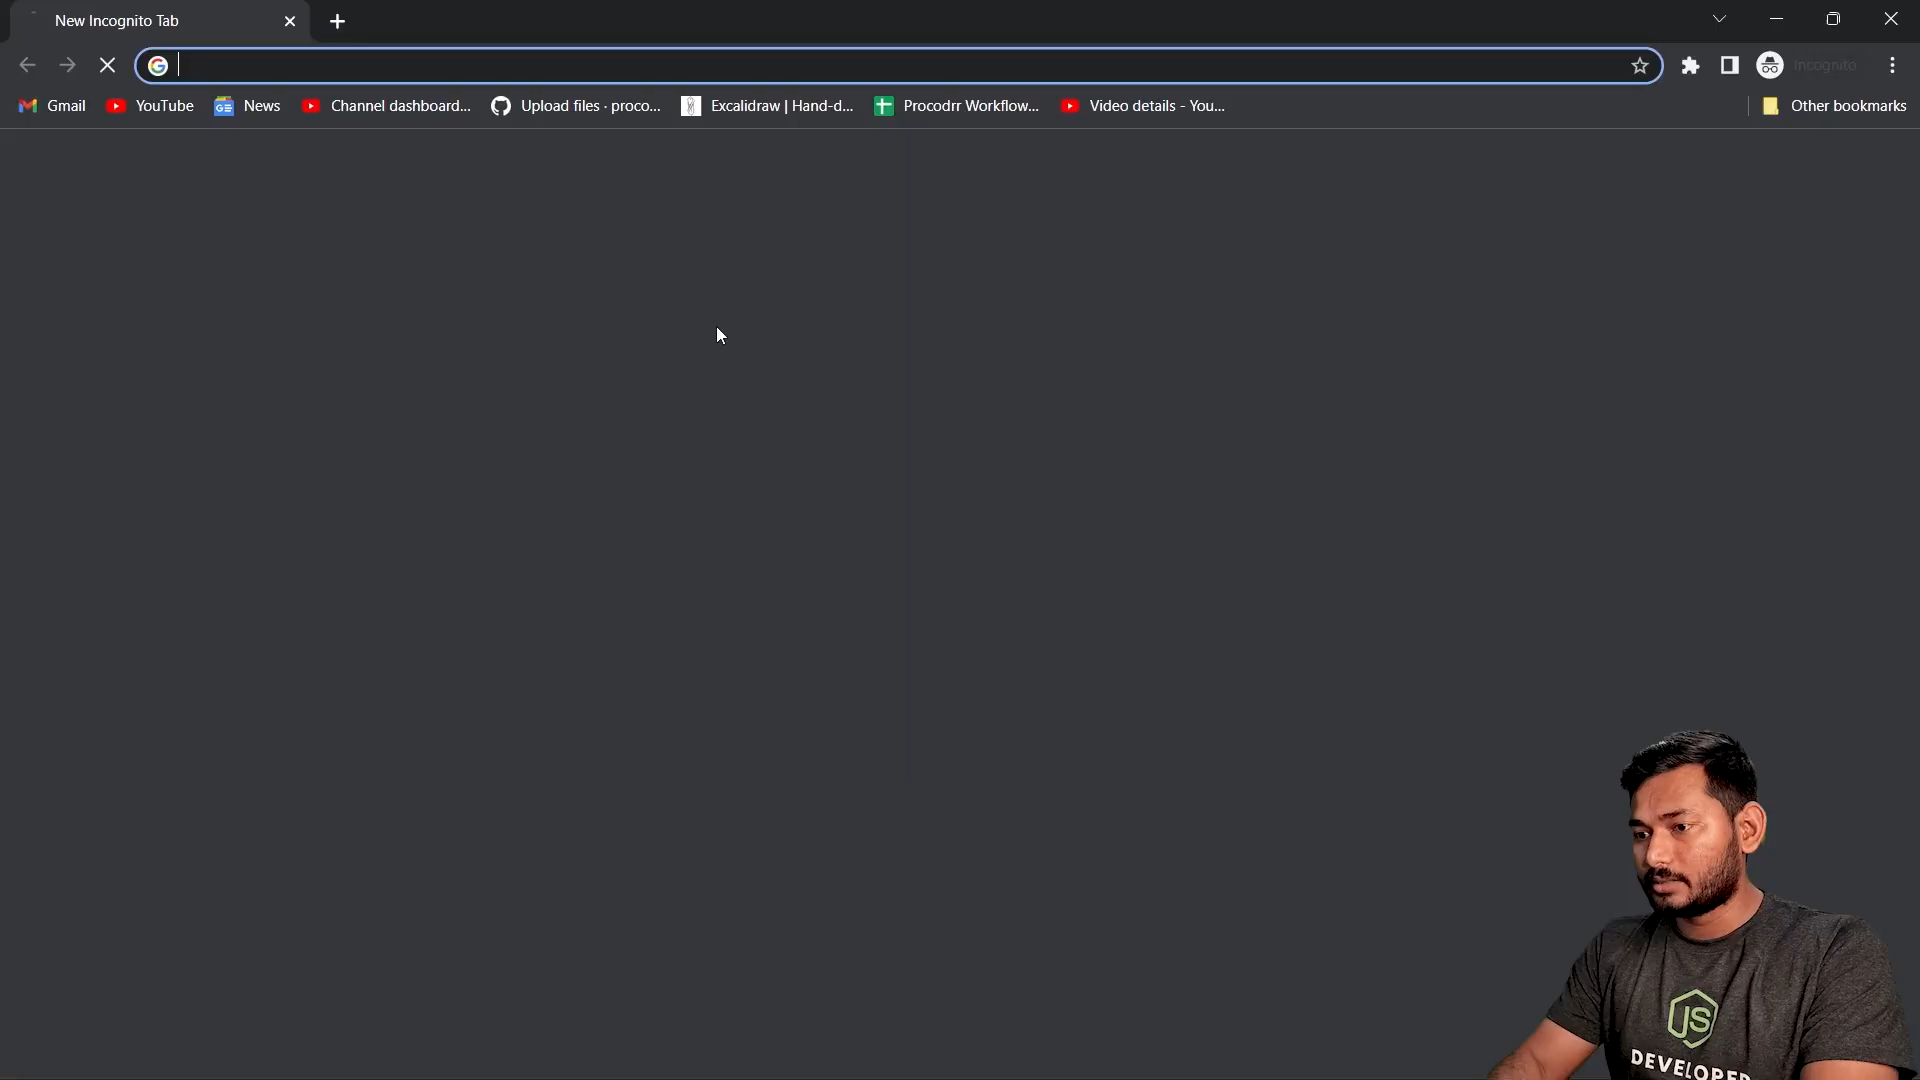 New Incognito Tab
Incognito
Gmail
YouTube
News
Channel dashboard...
Upload files · proco...
Excalidraw | Hand-d...
Procodrr Workflow...
Video details - You...
Other bookmarks
JS
DEVELOPER